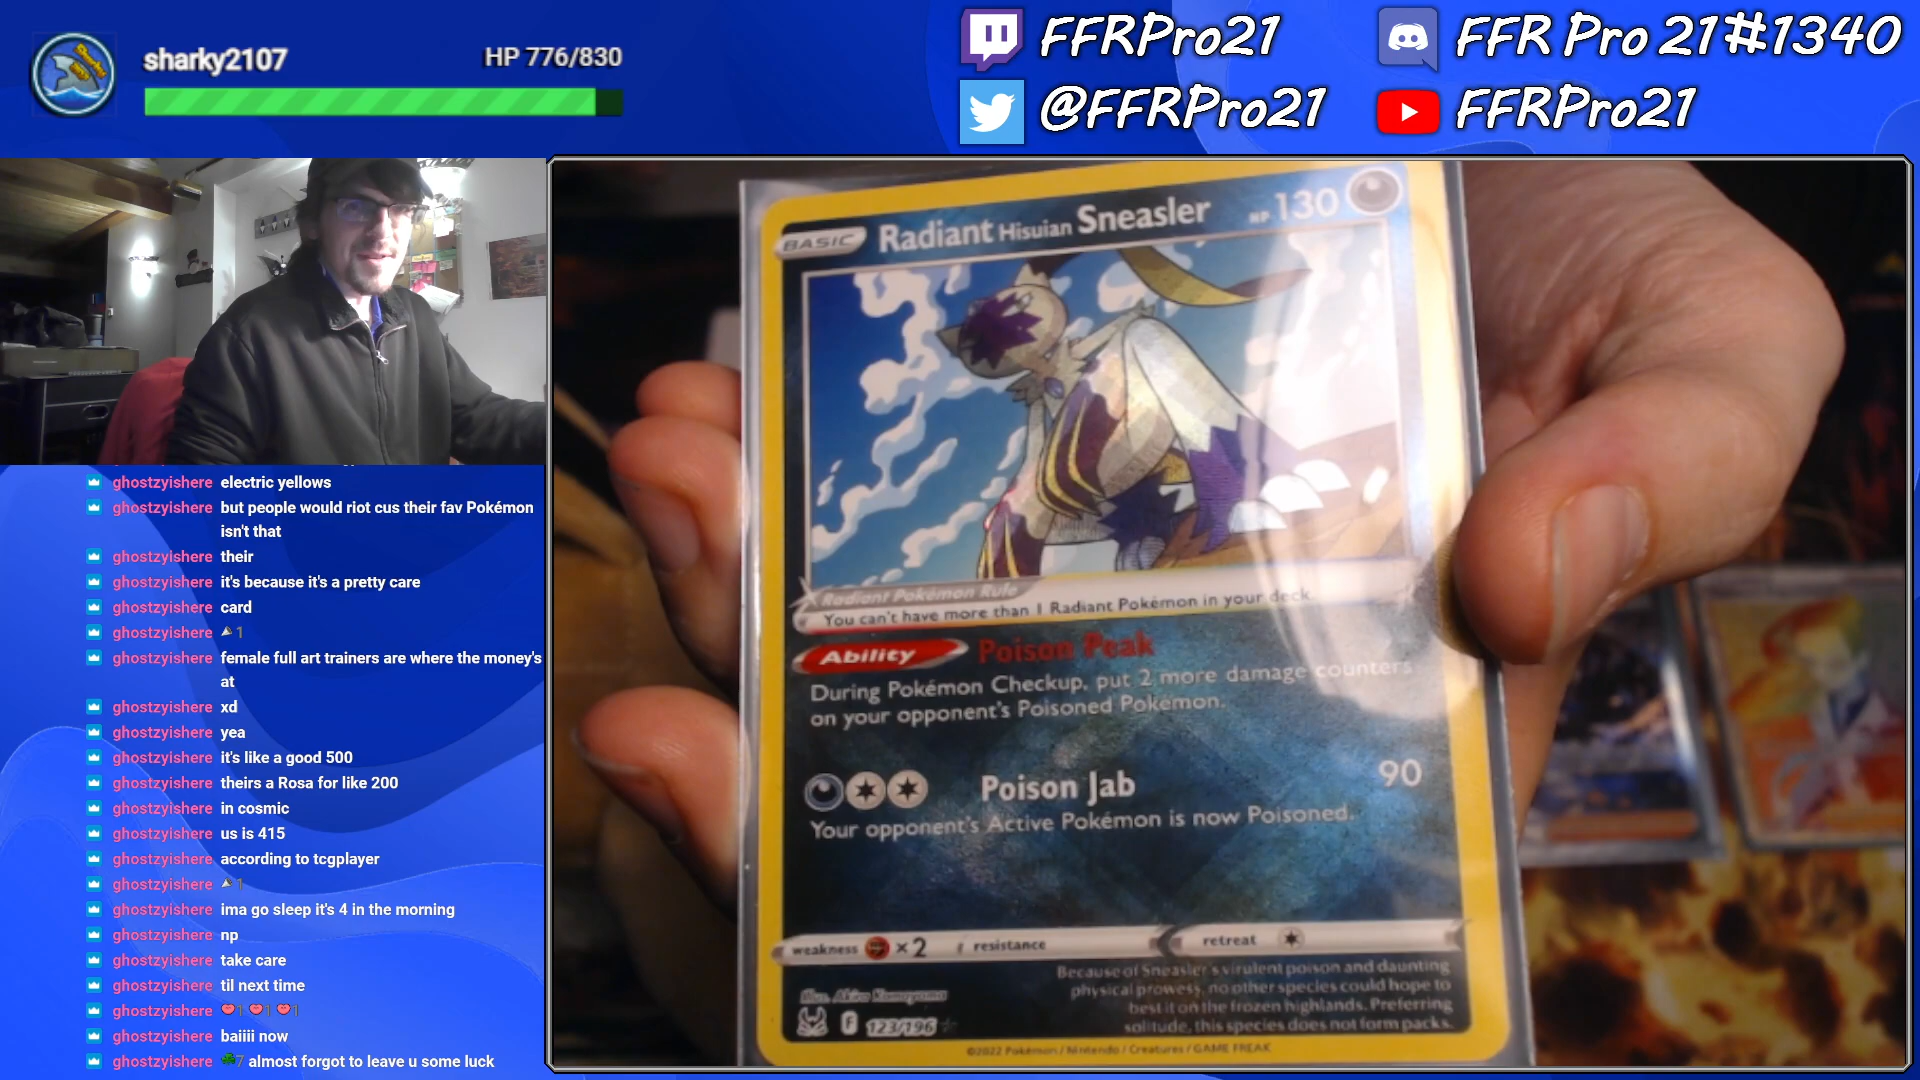 sharky2107 HP 776/830
FFRPro21
FFR Pro 21#1340
@FFRPro21
FFRPro21
ghostzyishere electric yellows
ghostzyishere but people would riot cus their fav Pokémon
isn't that
ghostzyishere their
ghostzyishere it's because it's a pretty care
ghostzyishere card
ghostzyishere 1
ghostzyishere female full art trainers are where the money's
at
ghostzyishere xd
ghostzyishere yea
ghostzyishere it's like a good 500
ghostzyishere theirs a Rosa for like 200
ghostzyishere in cosmic
ghostzyishere us is 415
ghostzyishere according to tcgplayer
ghostzyishere 1
ghostzyishere ima go sleep it's 4 in the morning
ghostzyishere np
ghostzyishere take care
ghostzyishere til next time
ghostzyishere 1 1 1
ghostzyishere baiiii now
ghostzyishere 7 almost forgot to leave u some luck
BASIC Radiant Hisuian Sneasler HP 130
Radiant Pokémon Rule
You can't have more than 1 Radiant Pokémon in your deck.
Ability Poison Peak
During Pokémon Checkup, put 2 more damage counters
on your opponent's Poisoned Pokémon.
Poison Jab 90
Your opponent's Active Pokémon is now Poisoned.
weakness ×2 resistance retreat
Because of Sneasler's virulent poison and daunting
physical prowess, no other species could hope to
best it on the frozen highlands. Preferring
solitude, this species does not form packs.
Illus. Akira Komayama
F 123/196
©2022 Pokémon / Nintendo / Creatures / GAME FREAK